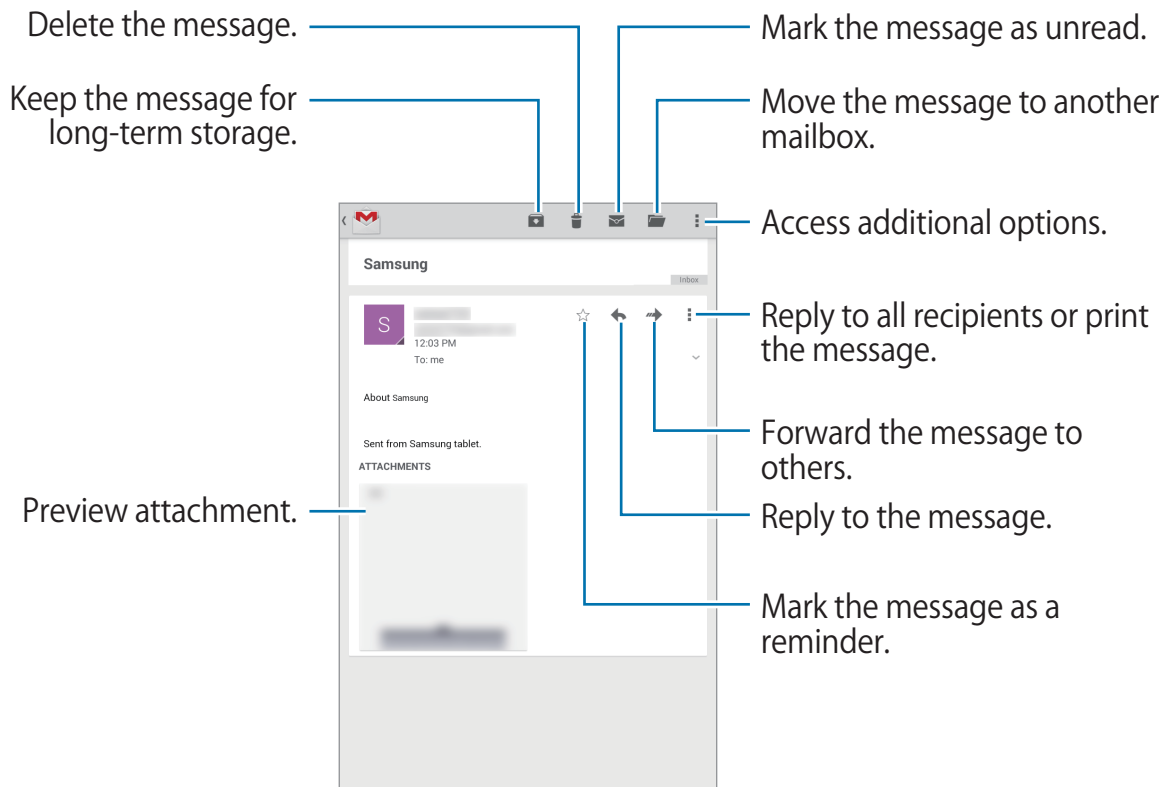 Delete the message.
Keep the message for
long-term storage.
Preview attachment.
Mark the message as unread.
Move the message to another
mailbox.
Access additional options.
Reply to all recipients or print
the message.
Forward the message to
others.
Reply to the message.
Mark the message as a
reminder.
Samsung
Inbox
S
12:03 PM
To: me
About Samsung
Sent from Samsung tablet.
ATTACHMENTS